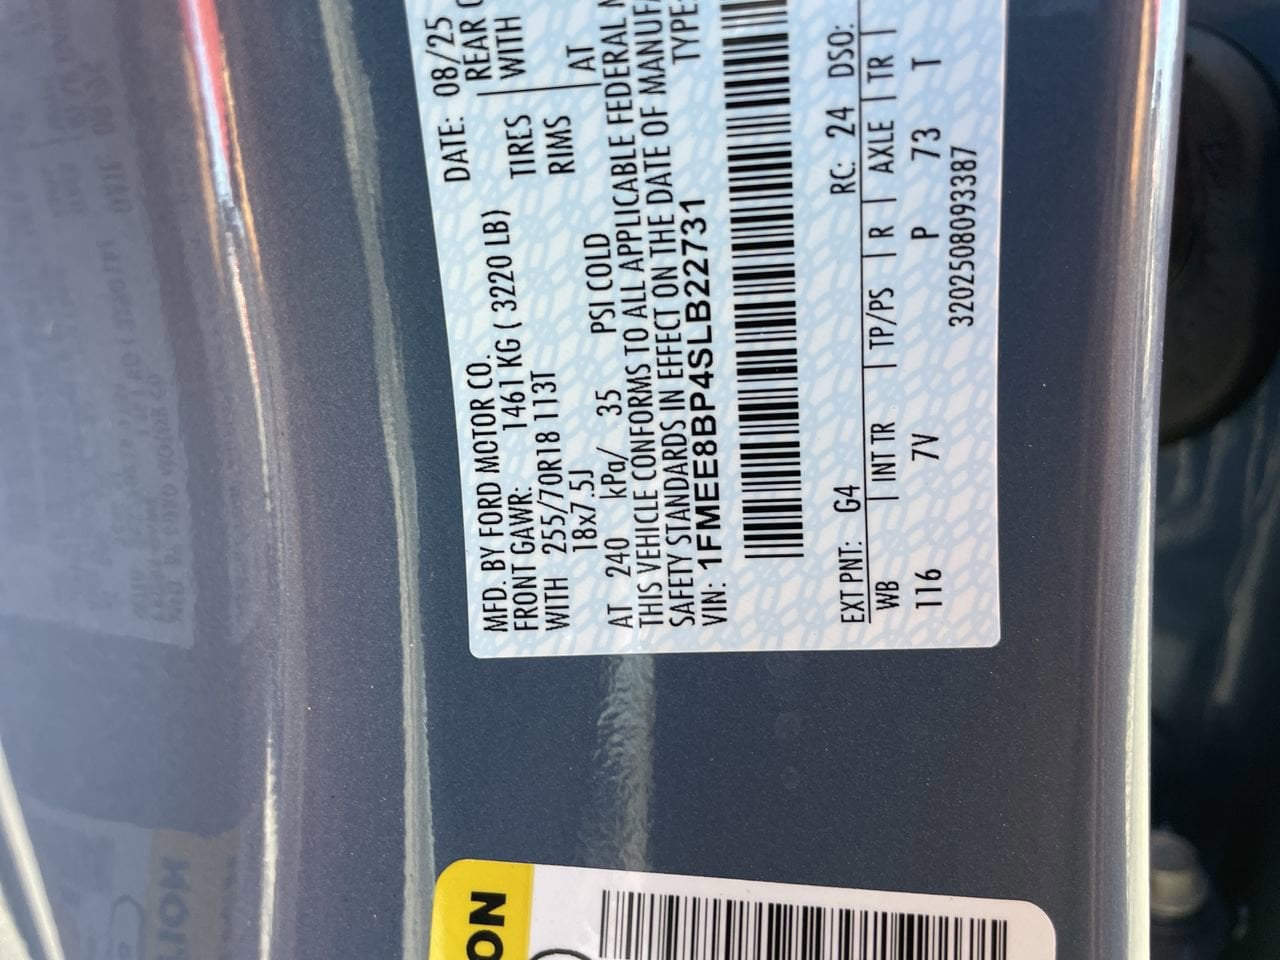 MFD. BY FORD MOTOR CO.
DATE: 08/25
FRONT GAWR: 1461 KG ( 3220 LB)
REAR
WITH 255/70R18 113T TIRES WITH
18x7.5J RIMS
AT 240 kPa/ 35 PSI COLD AT
THIS VEHICLE CONFORMS TO ALL APPLICABLE FEDERAL
SAFETY STANDARDS IN EFFECT ON THE DATE OF MANUFA
VIN: 1FMEE8BP4SLB22731 TYPE:
EXT PNT: G4 RC: 24 DSO:
WB | INT TR | TP/PS | R | AXLE | TR |
116 7V P 73 T
3202508093387
ON